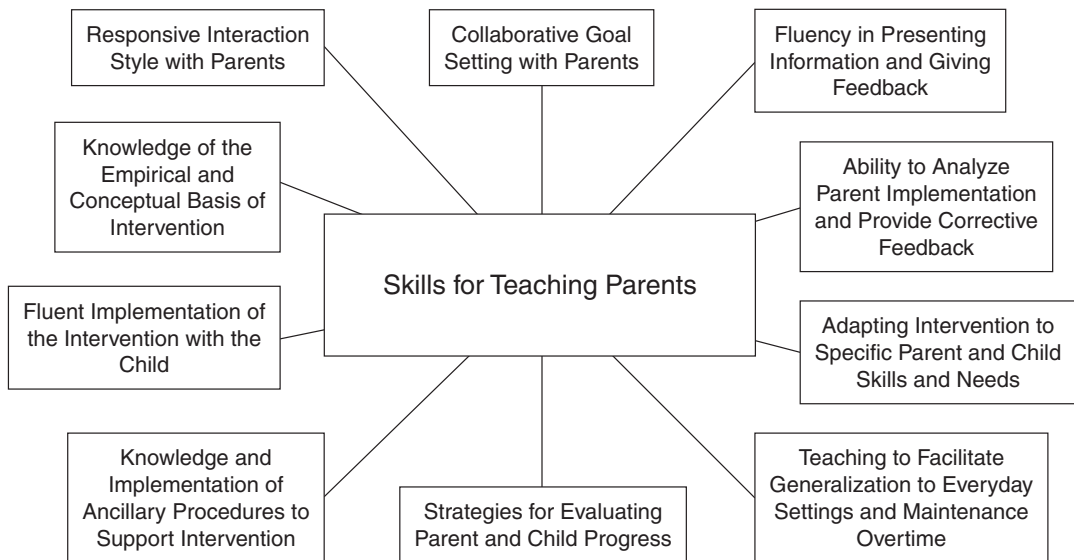 Responsive Interaction
Style with Parents
Collaborative Goal
Setting with Parents
Fluency in Presenting
Information and Giving
Feedback
Knowledge of the
Empirical and
Conceptual Basis of
Intervention
Ability to Analyze
Parent Implementation
and Provide Corrective
Feedback
Skills for Teaching Parents
Fluent Implementation of
the Intervention with the
Child
Adapting Intervention to
Specific Parent and Child
Skills and Needs
Knowledge and
Implementation of
Ancillary Procedures to
Support Intervention
Strategies for Evaluating
Parent and Child Progress
Teaching to Facilitate
Generalization to Everyday
Settings and Maintenance
Overtime